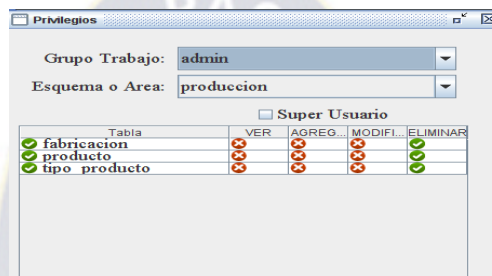 Privilegios
Grupo Trabajo: admin
Esquema o Area: produccion
Super Usuario
Tabla VER AGREG... MODIFI... ELIMINAR
fabricacion
producto
tipo_producto